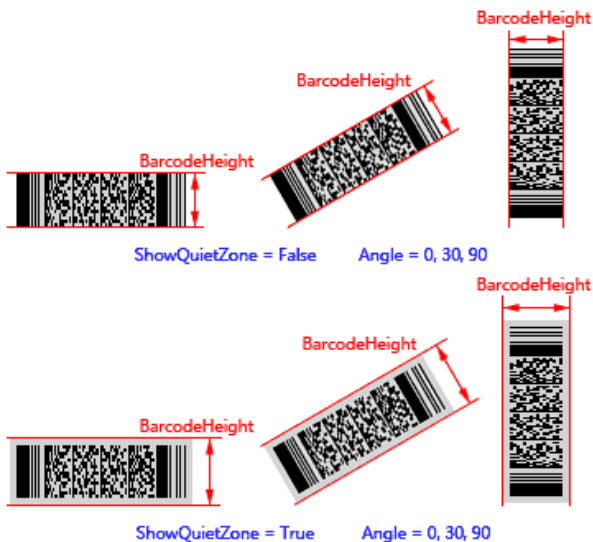 BarcodeHeight
BarcodeHeight
BarcodeHeight
ShowQuietZone = False Angle = 0, 30, 90
BarcodeHeight
BarcodeHeight
BarcodeHeight
ShowQuietZone = True Angle = 0, 30, 90